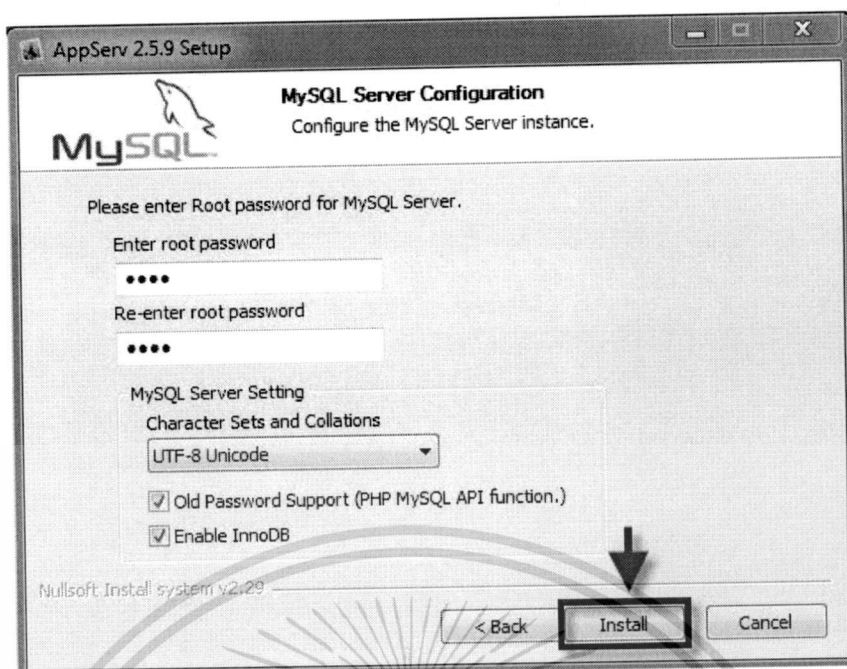 AppServ 2.5.9 Setup
MySQL
MySQL Server Configuration
Configure the MySQL Server instance.
Please enter Root password for MySQL Server.
Enter root password
••••
Re-enter root password
••••
MySQL Server Setting
Character Sets and Collations
UTF-8 Unicode
Old Password Support (PHP MySQL API function.)
Enable InnoDB
Nullsoft Install system v2.29
< Back Install Cancel